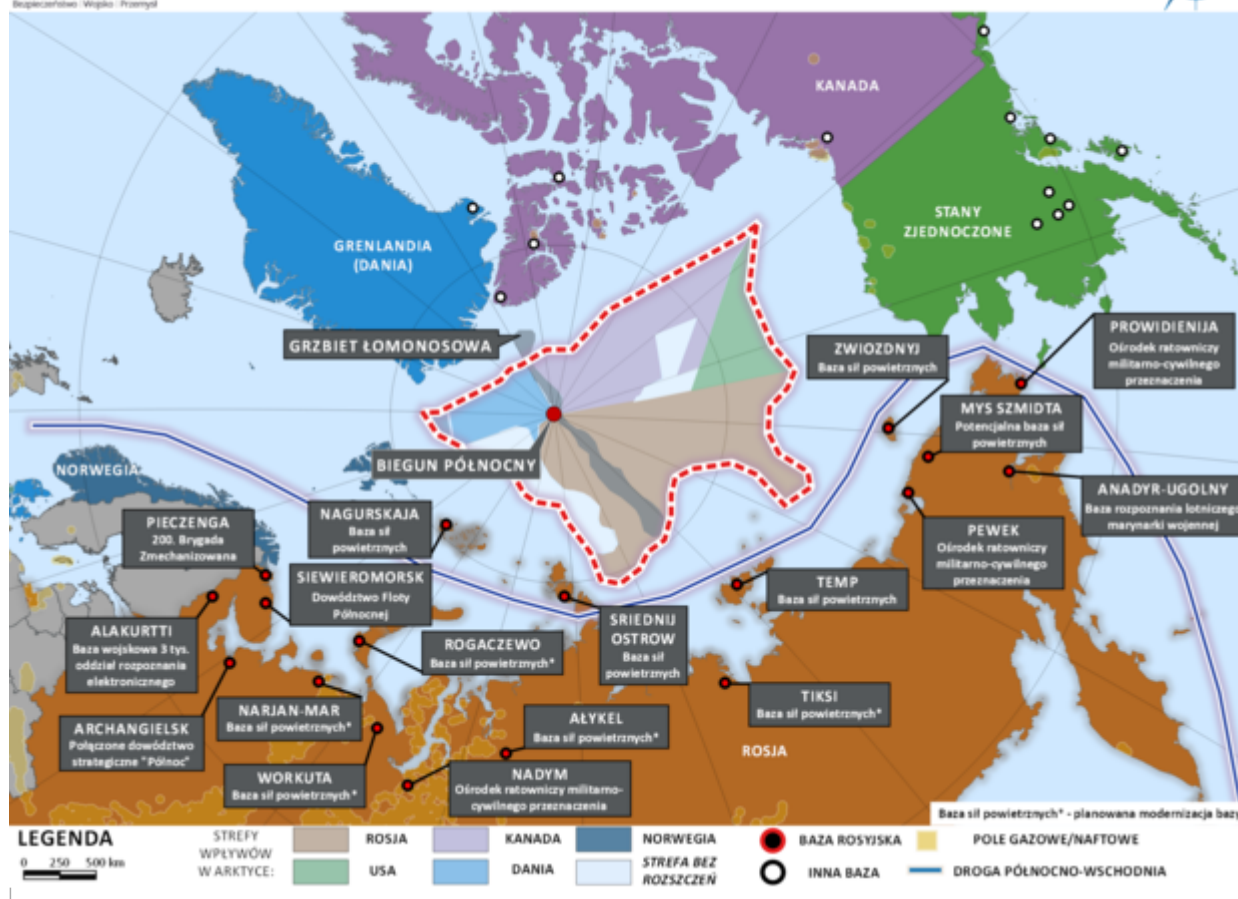 Bezpieczeństwo | Wojsko | Przemysł
KANADA
STANY
ZJEDNOCZONE
GRENLANDIA
(DANIA)
GRZBIET ŁOMONOSOWA
BIEGUN PÓŁNOCNY
NORWEGIA
ZWIOZDNYJ
Baza sił powietrznych
PROWIDIENIJA
Ośrodek ratowniczy
militarno-cywilnego
przeznaczenia
MYS SZMIDTA
Potencjalna baza sił
powietrznych
ANADYR-UGOLNY
Baza rozpoznania lotniczego
marynarki wojennej
PEWEK
Ośrodek ratowniczy
militarno-cywilnego
przeznaczenia
PIECZENGA
200. Brygada
Zmechanizowana
NAGURSKAJA
Baza sił
powietrznych
SIEWIEROMORSK
Dowództwo Floty
Północnej
TEMP
Baza sił powietrznych
ALAKURTTI
Baza wojskowa 3 tys.
oddział rozpoznania
elektronicznego
ROGACZEWO
Baza sił powietrznych*
SRIEDNIJ
OSTROW
Baza sił
powietrznych
TIKSI
Baza sił powietrznych*
NARJAN-MAR
Baza sił powietrznych*
ARCHANGIELSK
Połączone dowództwo
strategiczne "Północ"
AŁYKEL
Baza sił powietrznych*
ROSJA
WORKUTA
Baza sił powietrznych*
NADYM
Ośrodek ratowniczy militarno-
cywilnego przeznaczenia
Baza sił powietrznych* - planowana modernizacja bazy
LEGENDA
0 250 500 km
STREFY
WPŁYWÓW
W ARKTYCE:
ROSJA
KANADA
NORWEGIA
USA
DANIA
STREFA BEZ
ROZSZCZEŃ
BAZA ROSYJSKA
INNA BAZA
POLE GAZOWE/NAFTOWE
DROGA PÓŁNOCNO-WSCHODNIA